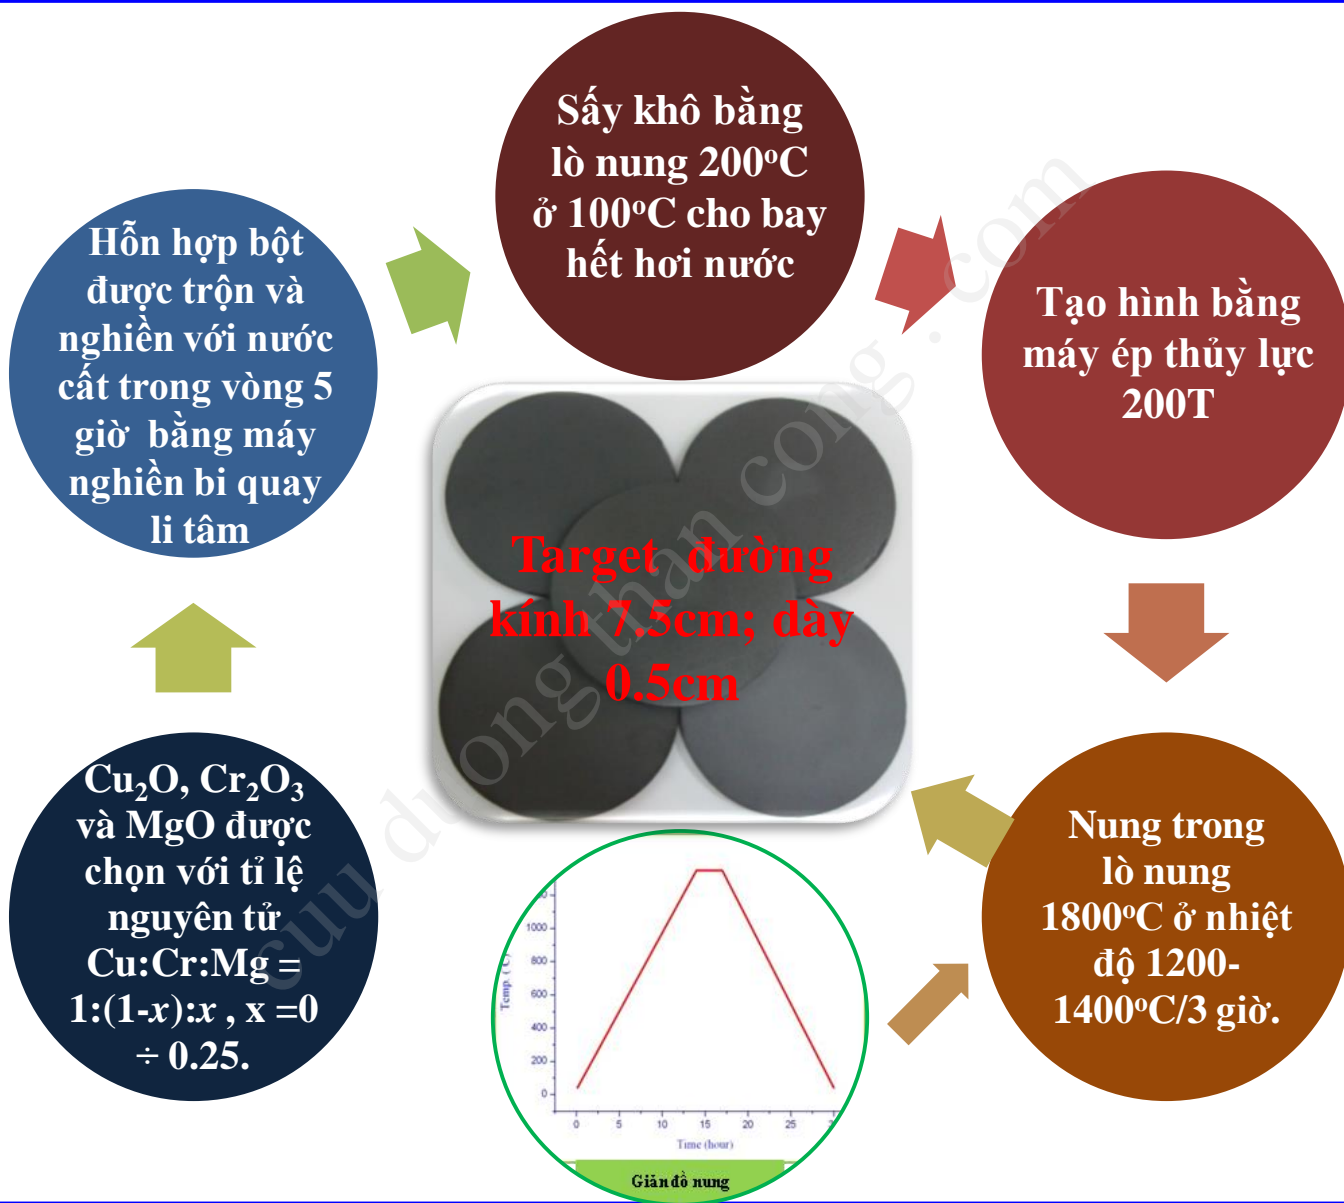 Sấy khô bằng
lò nung 200ºC
ở 100ºC cho bay
hết hơi nước
Hỗn hợp bột
được trộn và
nghiền với nước
cất trong vòng 5
giờ bằng máy
nghiền bi quay
li tâm
Tạo hình bằng
máy ép thủy lực
200T
Target đường
kính 7.5cm; dày
0.5cm
Cu₂O, Cr₂O₃
và MgO được
chọn với tỉ lệ
nguyên tử
Cu:Cr:Mg =
1:(1-x):x , x =0
÷ 0.25.
Nung trong
lò nung
1800ºC ở nhiệt
độ 1200-
1400ºC/3 giờ.
1000
800
600
400
200
0
Temp. (ºC)
0 5 10 15 20 25
Time (hour)
Giản đồ nung
cuu duong than cong . com